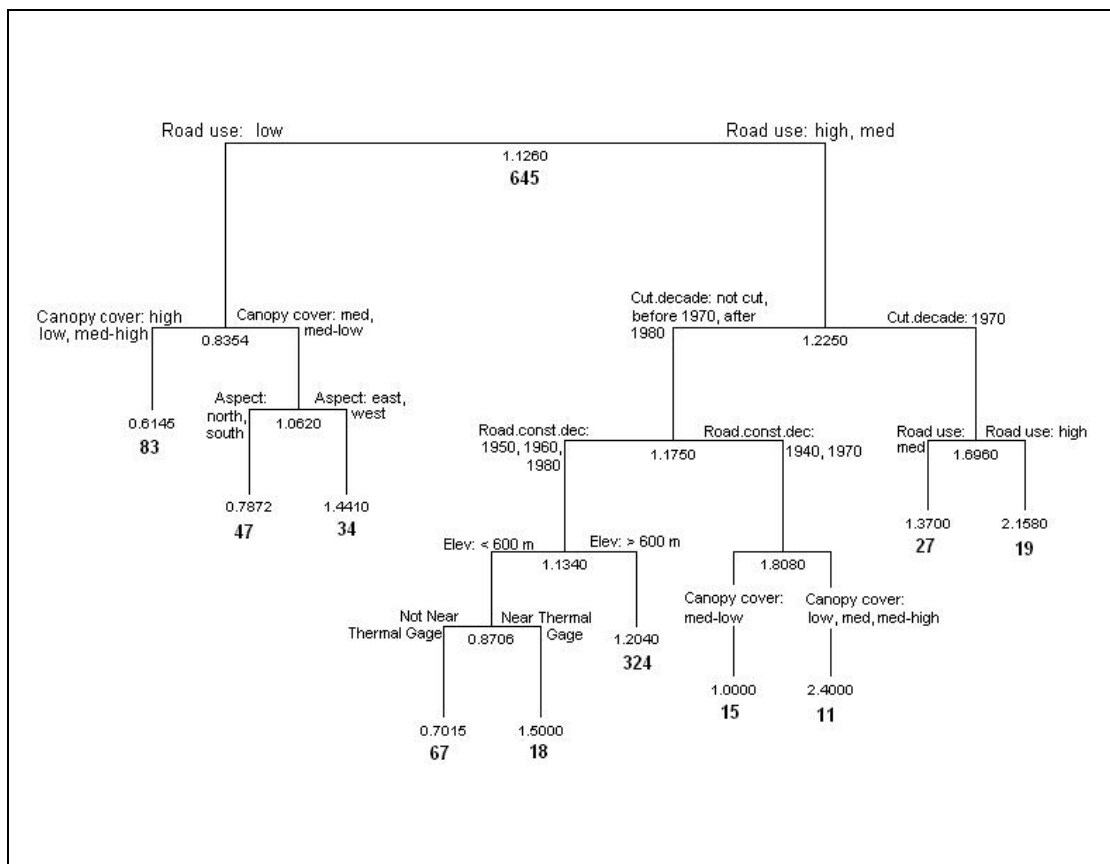 Road use: low
Road use: high, med
1.1260
645
Canopy cover: high
low, med-high
Canopy cover: med,
med-low
0.8354
Cut.decade: not cut,
before 1970, after
1980
Cut.decade: 1970
1.2250
0.6145
83
Aspect:
north,
south
Aspect: east,
west
1.0620
Road.const.dec:
1950, 1960,
1980
Road.const.dec:
1940, 1970
1.1750
Road use:
med
Road use: high
1.6960
0.7872
47
1.4410
34
1.3700
27
2.1580
19
Elev: < 600 m
Elev: > 600 m
1.1340
1.8080
Not Near
Thermal Gage
Near Thermal
Gage
0.8706
1.2040
324
Canopy cover:
med-low
Canopy cover:
low, med, med-high
0.7015
67
1.5000
18
1.0000
15
2.4000
11